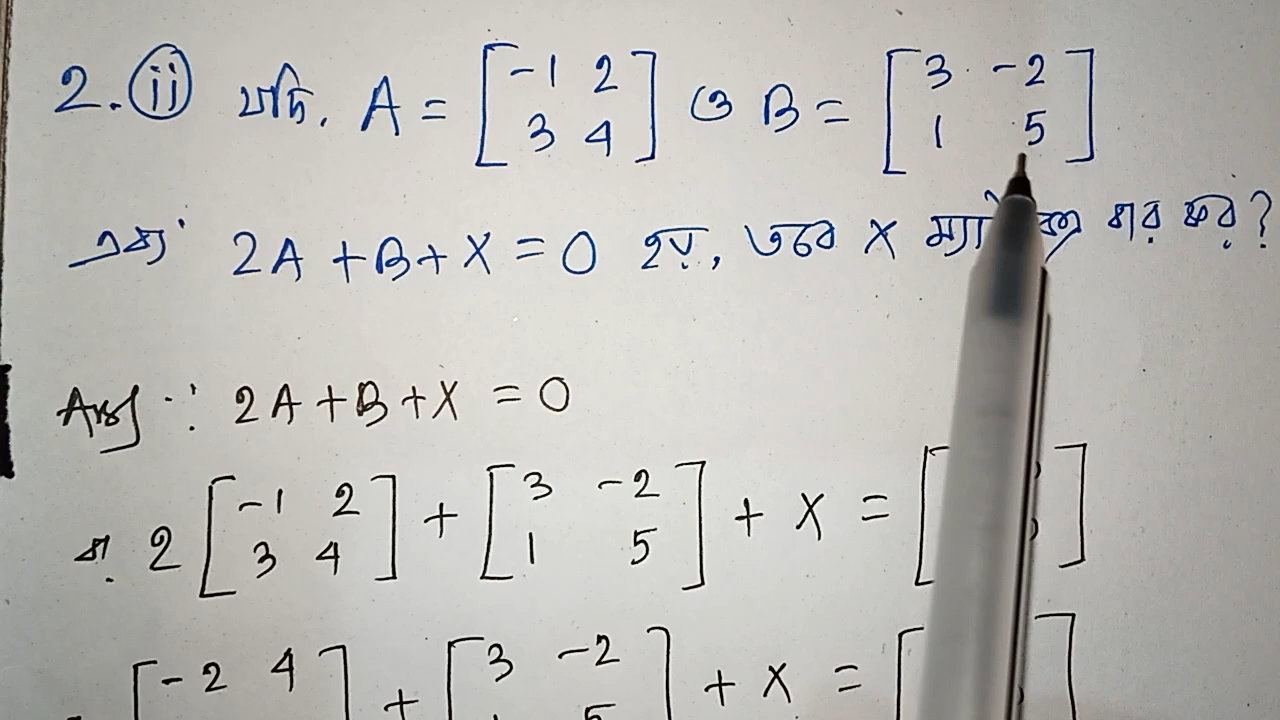 2. (ii) যদি, A = [-1 2 ও B = [3 -2
3 4] 1 5]
এবং 2A + B + X = 0 হয়, তবে X বের কর?
Ans ∵ 2A + B + X = 0
বা, 2 [-1 2 + [3 -2 + X = [
3 4] 1 5] ]
[-2 4 ] + [3 -2 ] + X = [ ]